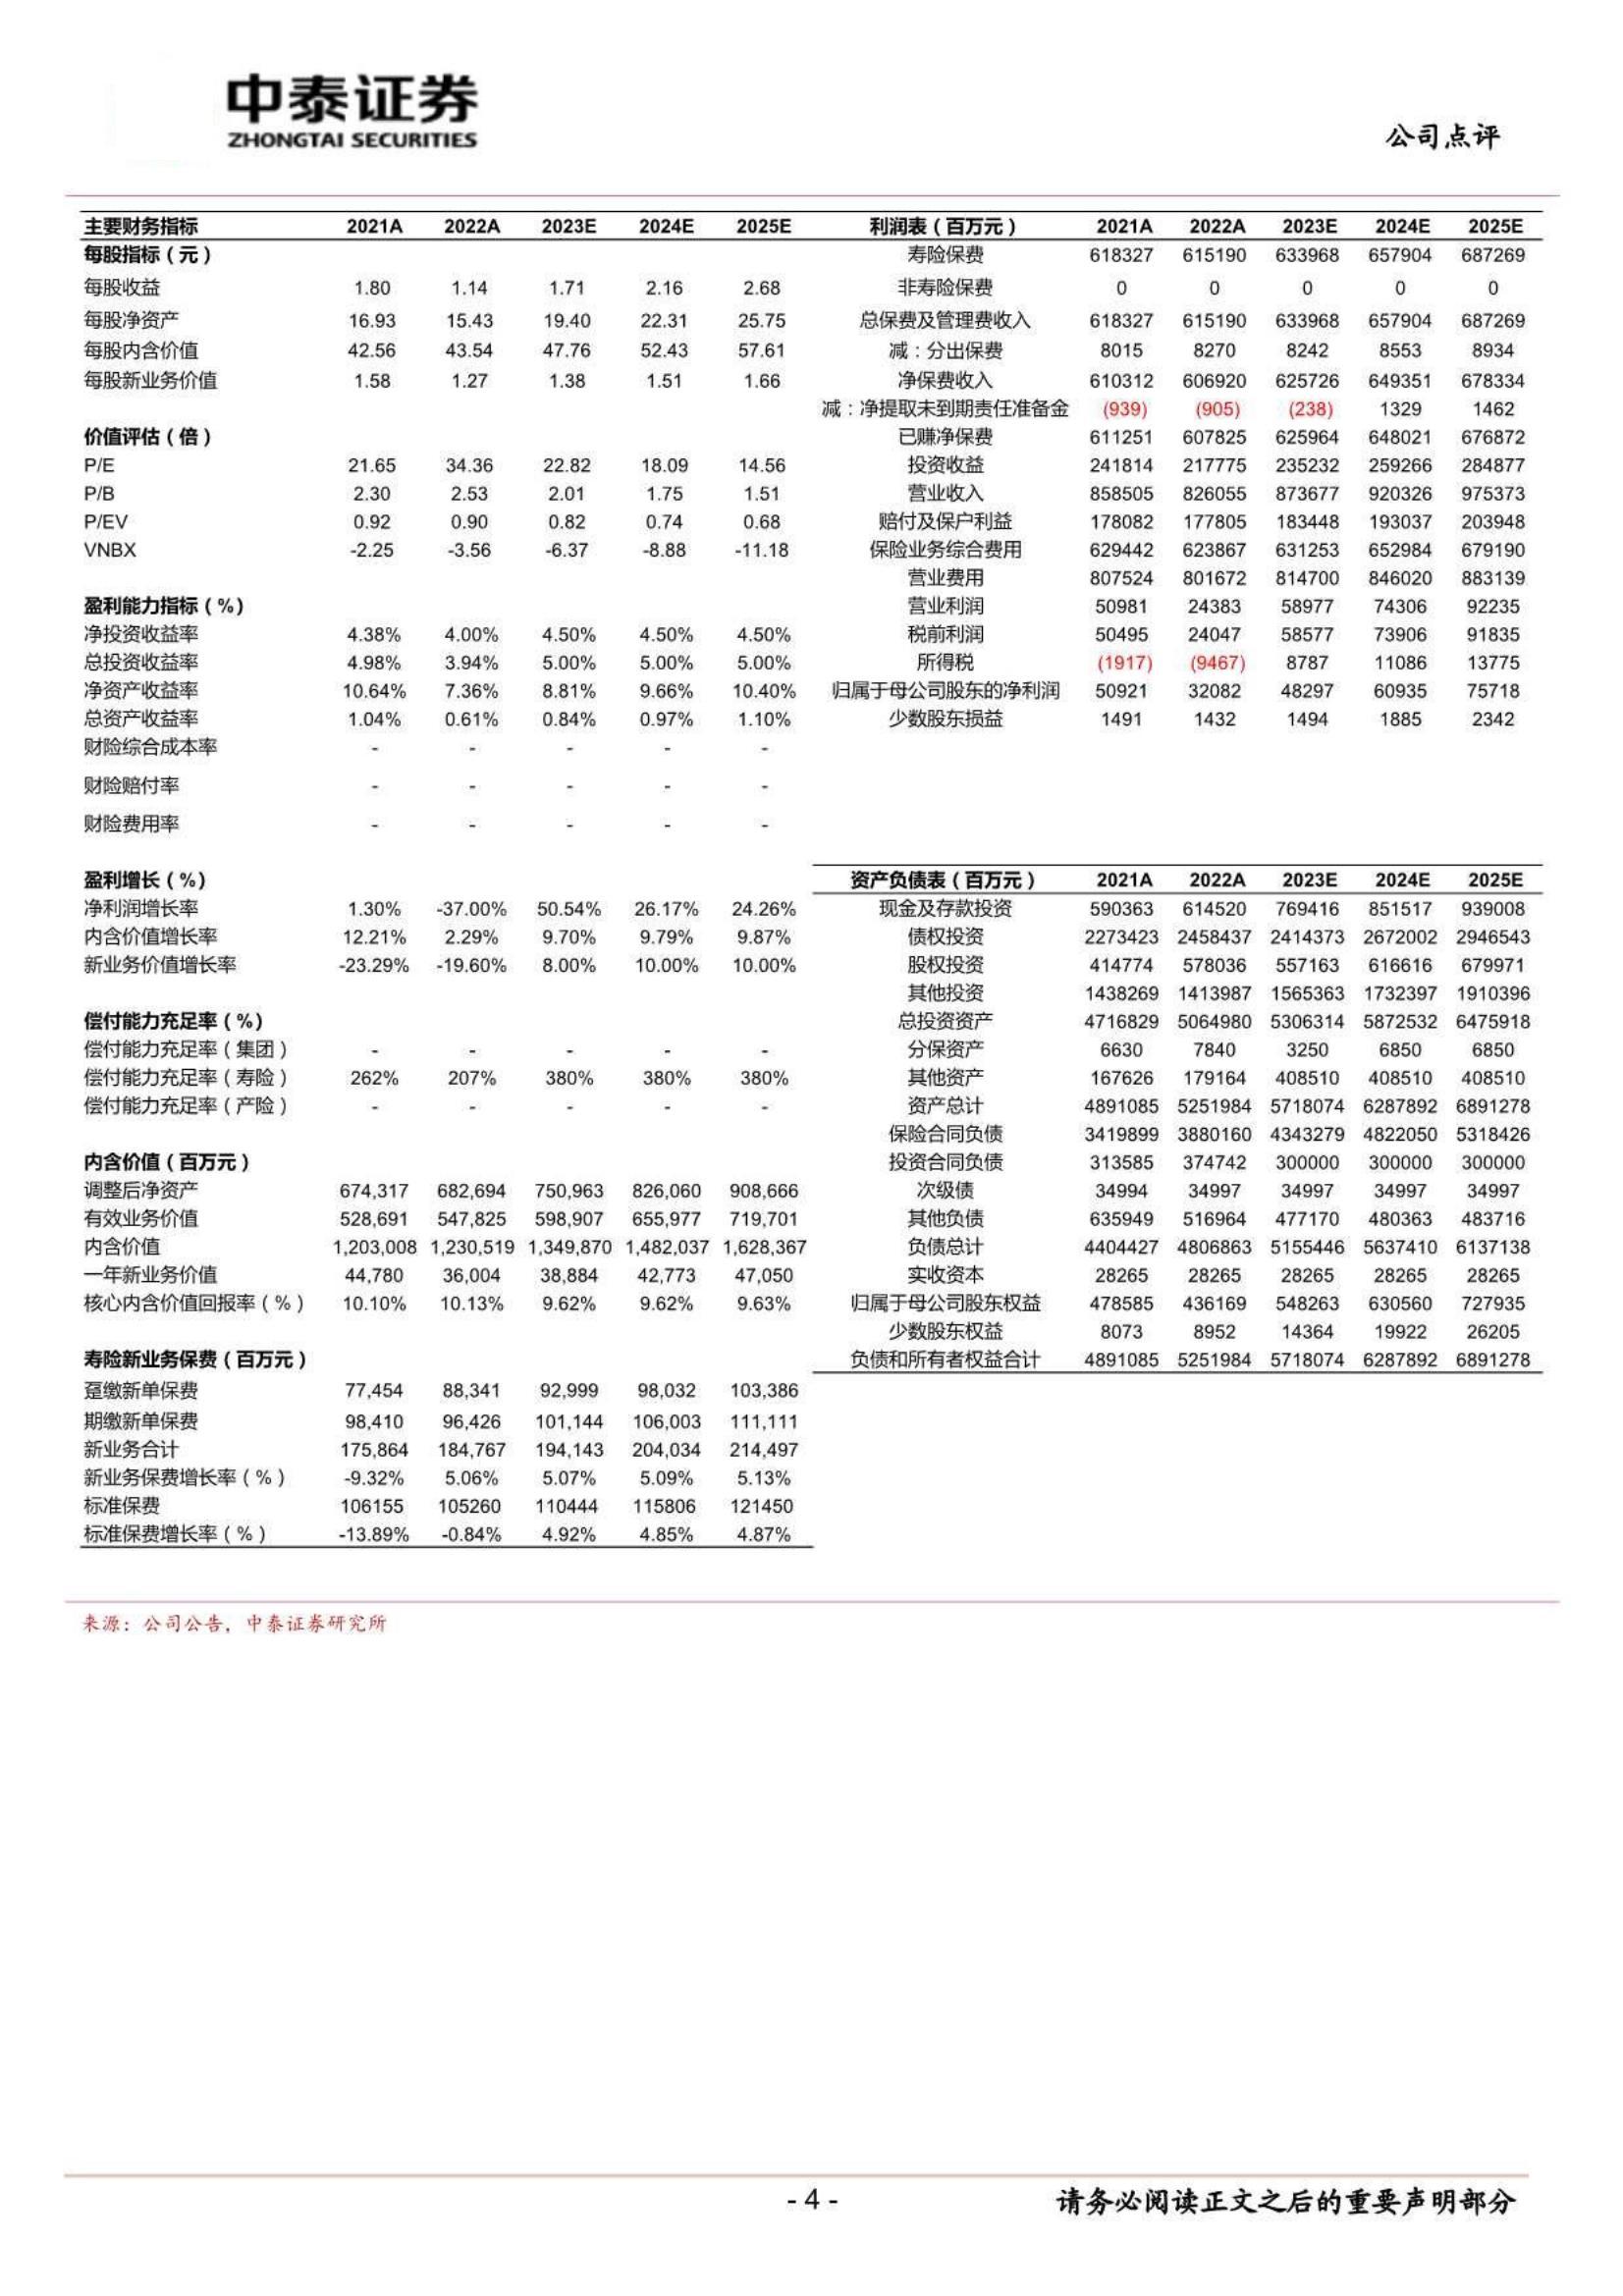 中泰证券
ZHONGTAI SECURITIES
公司点评
主要财务指标 2021A 2022A 2023E 2024E 2025E
每股指标（元）
每股收益 1.80 1.14 1.71 2.16 2.68
每股净资产 16.93 15.43 19.40 22.31 25.75
每股内含价值 42.56 43.54 47.76 52.43 57.61
每股新业务价值 1.58 1.27 1.38 1.51 1.66
价值评估（倍）
P/E 21.65 34.36 22.82 18.09 14.56
P/B 2.30 2.53 2.01 1.75 1.51
P/EV 0.92 0.90 0.82 0.74 0.68
VNBX -2.25 -3.56 -6.37 -8.88 -11.18
盈利能力指标（%）
净投资收益率 4.38% 4.00% 4.50% 4.50% 4.50%
总投资收益率 4.98% 3.94% 5.00% 5.00% 5.00%
净资产收益率 10.64% 7.36% 8.81% 9.66% 10.40%
总资产收益率 1.04% 0.61% 0.84% 0.97% 1.10%
财险综合成本率 - - - - -
财险赔付率 - - - - -
财险费用率 - - - - -
盈利增长（%）
净利润增长率 1.30% -37.00% 50.54% 26.17% 24.26%
内含价值增长率 12.21% 2.29% 9.70% 9.79% 9.87%
新业务价值增长率 -23.29% -19.60% 8.00% 10.00% 10.00%
偿付能力充足率（%）
偿付能力充足率（集团） - - - - -
偿付能力充足率（寿险） 262% 207% 380% 380% 380%
偿付能力充足率（产险） - - - - -
内含价值（百万元）
调整后净资产 674,317 682,694 750,963 826,060 908,666
有效业务价值 528,691 547,825 598,907 655,977 719,701
内含价值 1,203,008 1,230,519 1,349,870 1,482,037 1,628,367
一年新业务价值 44,780 36,004 38,884 42,773 47,050
核心内含价值回报率（%） 10.10% 10.13% 9.62% 9.62% 9.63%
寿险新业务保费（百万元）
趸缴新单保费 77,454 88,341 92,999 98,032 103,386
期缴新单保费 98,410 96,426 101,144 106,003 111,111
新业务合计 175,864 184,767 194,143 204,034 214,497
新业务保费增长率（%） -9.32% 5.06% 5.07% 5.09% 5.13%
标准保费 106155 105260 110444 115806 121450
标准保费增长率（%） -13.89% -0.84% 4.92% 4.85% 4.87%
利润表（百万元） 2021A 2022A 2023E 2024E 2025E
寿险保费 618327 615190 633968 657904 687269
非寿险保费 0 0 0 0 0
总保费及管理费收入 618327 615190 633968 657904 687269
减：分出保费 8015 8270 8242 8553 8934
净保费收入 610312 606920 625726 649351 678334
减：净提取未到期责任准备金 (939) (905) (238) 1329 1462
已赚净保费 611251 607825 625964 648021 676872
投资收益 241814 217775 235232 259266 284877
营业收入 858505 826055 873677 920326 975373
赔付及保户利益 178082 177805 183448 193037 203948
保险业务综合费用 629442 623867 631253 652984 679190
营业费用 807524 801672 814700 846020 883139
营业利润 50981 24383 58977 74306 92235
税前利润 50495 24047 58577 73906 91835
所得税 (1917) (9467) 8787 11086 13775
归属于母公司股东的净利润 50921 32082 48297 60935 75718
少数股东损益 1491 1432 1494 1885 2342
资产负债表（百万元） 2021A 2022A 2023E 2024E 2025E
现金及存款投资 590363 614520 769416 851517 939008
债权投资 2273423 2458437 2414373 2672002 2946543
股权投资 414774 578036 557163 616616 679971
其他投资 1438269 1413987 1565363 1732397 1910396
总投资资产 4716829 5064980 5306314 5872532 6475918
分保资产 6630 7840 3250 6850 6850
其他资产 167626 179164 408510 408510 408510
资产总计 4891085 5251984 5718074 6287892 6891278
保险合同负债 3419899 3880160 4343279 4822050 5318426
投资合同负债 313585 374742 300000 300000 300000
次级债 34994 34997 34997 34997 34997
其他负债 635949 516964 477170 480363 483716
负债总计 4404427 4806863 5155446 5637410 6137138
实收资本 28265 28265 28265 28265 28265
归属于母公司股东权益 478585 436169 548263 630560 727935
少数股东权益 8073 8952 14364 19922 26205
负债和所有者权益合计 4891085 5251984 5718074 6287892 6891278
来源：公司公告，中泰证券研究所
- 4 -
请务必阅读正文之后的重要声明部分